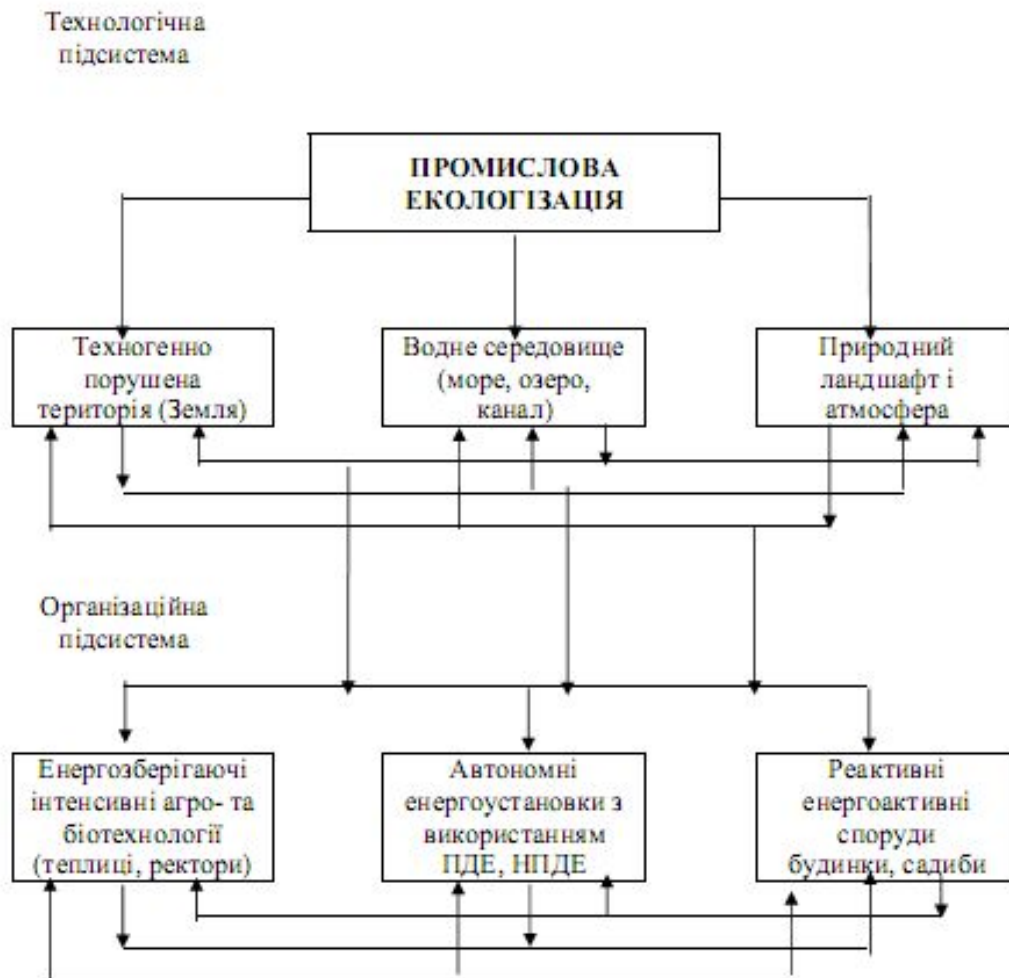 Технологічна
підсистема
ПРОМИСЛОВА
ЕКОЛОГІЗАЦІЯ
Техногенно
порушена
територія (Земля)
Водне середовище
(море, озеро,
канал)
Природний
ландшафт і
атмосфера
Організаційна
підсистема
Енергозберігаючі
інтенсивні агро- та
біотехнології
(теплиці, ректори)
Автономні
енергоустановки з
використанням
ПДЕ, НПДЕ
Реактивні
енергоактивні
споруди
будинки, садиби